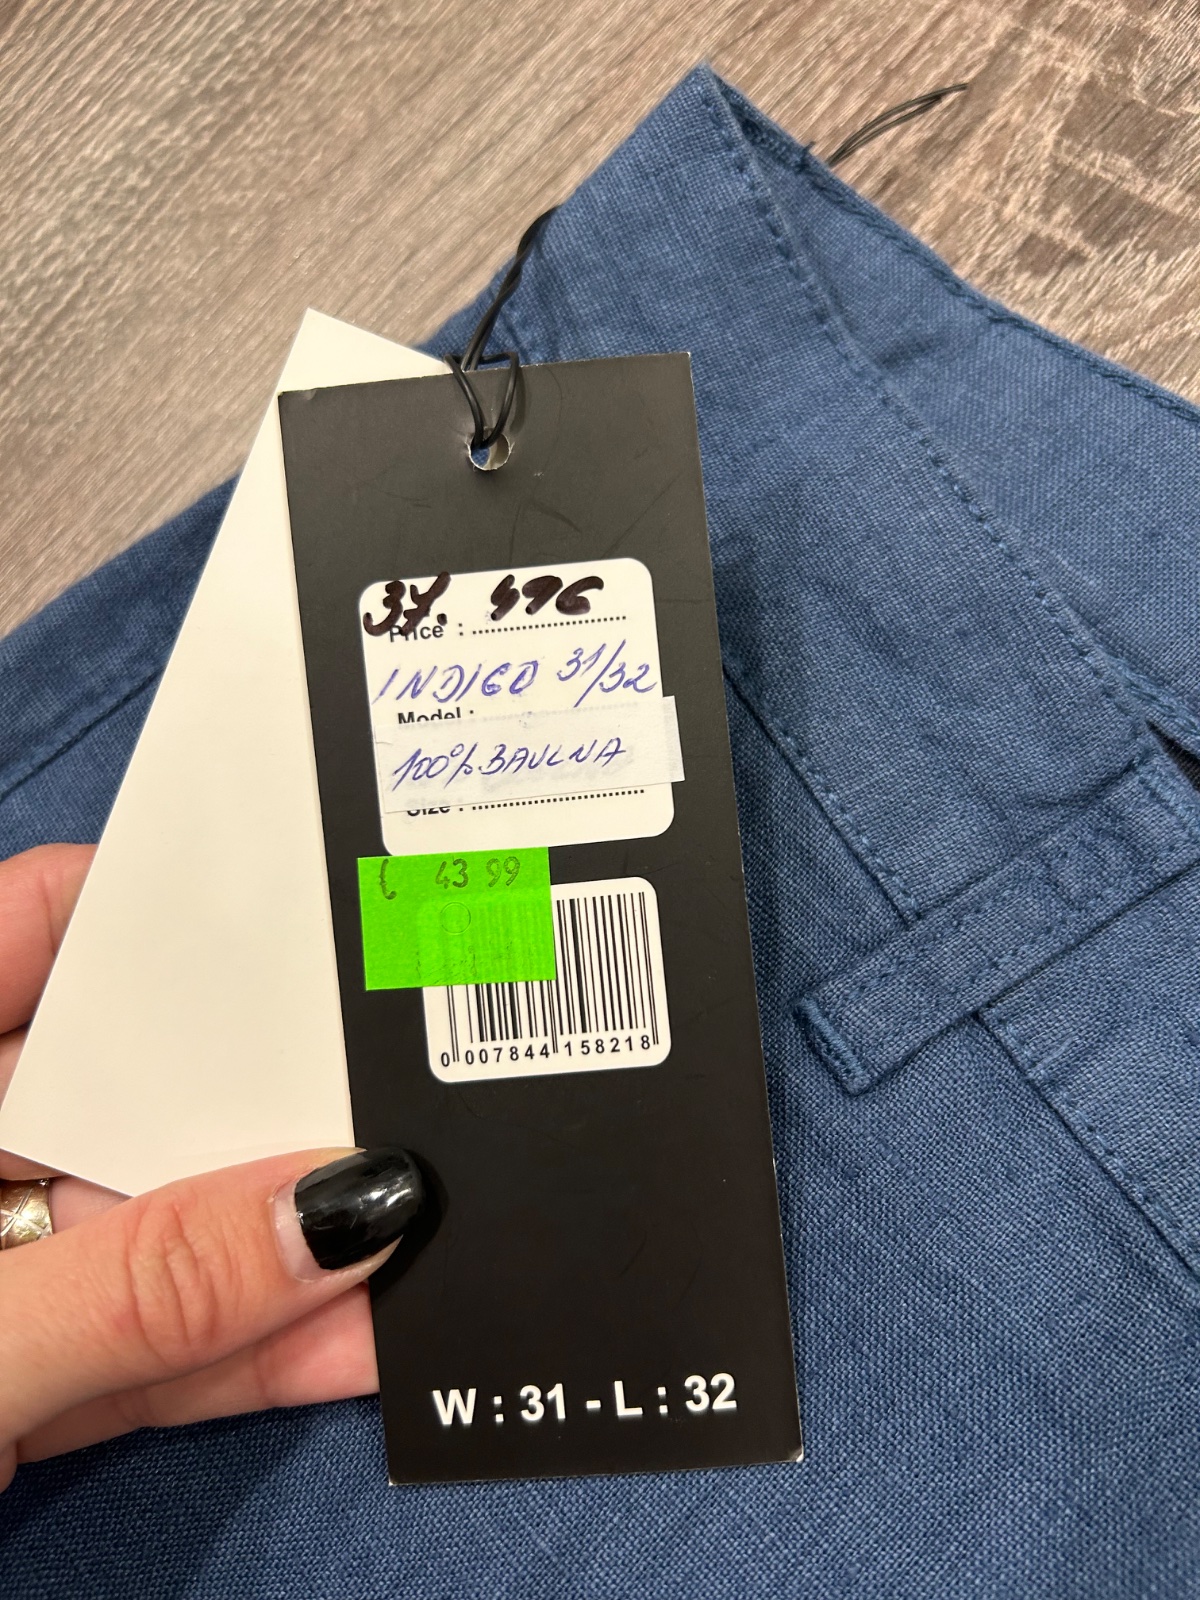 37. 496
Price : ........................
INDIGO 31/32
Model :
100% BAVLNA
Size : ........................
€ 43 99
0 007844 158218
W : 31 - L : 32